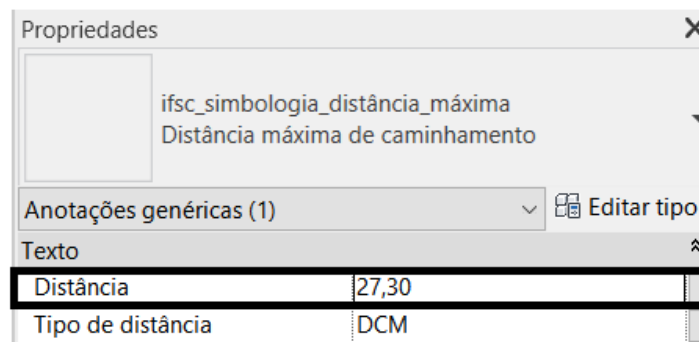 Propriedades
ifsc_simbologia_distância_máxima
Distância máxima de caminhamento
Anotações genéricas (1)
Editar tipo
Texto
Distância 27,30
Tipo de distância DCM